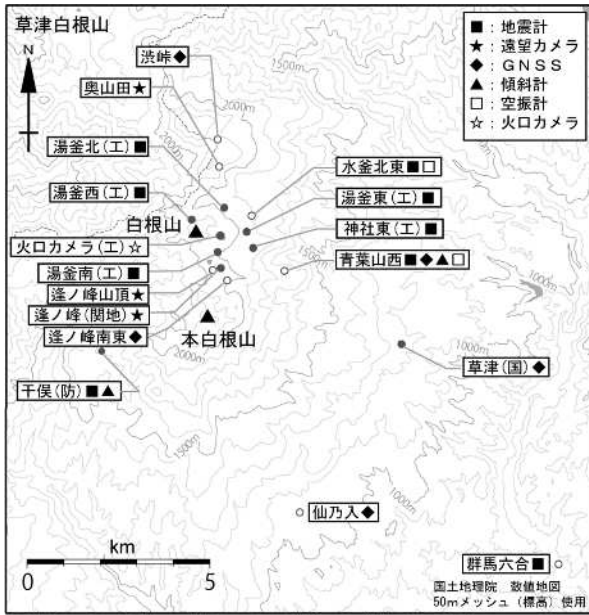 草津白根山
N
■：地震計
★：遠望カメラ
◆：GNSS
▲：傾斜計
□：空振計
☆：火口カメラ
渋峠◆
奥山田★
湯釜北(工)■
湯釜西(工)■
白根山
火口カメラ(工)☆
湯釜南(工)■
逢ノ峰山頂★
逢ノ峰(関地)★
逢ノ峰南東◆
本白根山
干俣(防)■▲
水釜北東■□
湯釜東(工)■
神社東(工)■
青葉山西■◆▲□
草津(国)◆
仙乃入◆
群馬六合■
1500m
2000m
1500m
1000m
2000m
1000m
1500m
1000m
km
0 5
国土地理院 数値地図
50mメッシュ(標高)使用